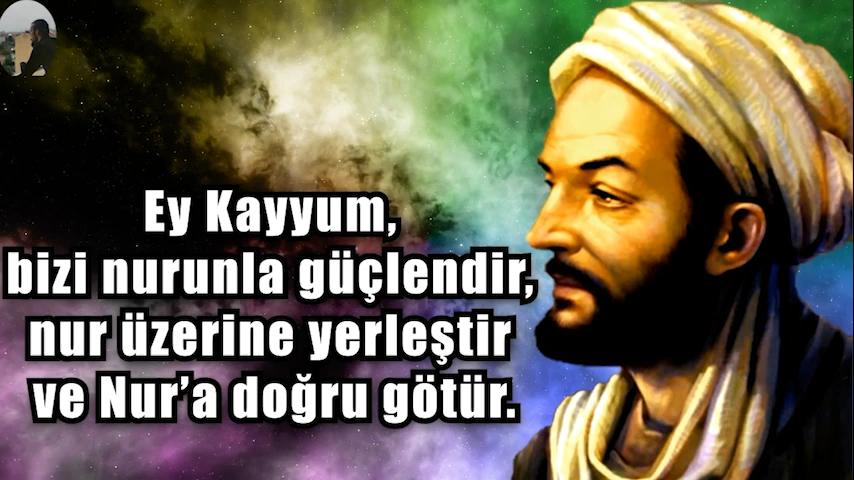 Ey Kayyum,
bizi nurunla güçlendir,
nur üzerine yerleştir
ve Nur’a doğru götür.